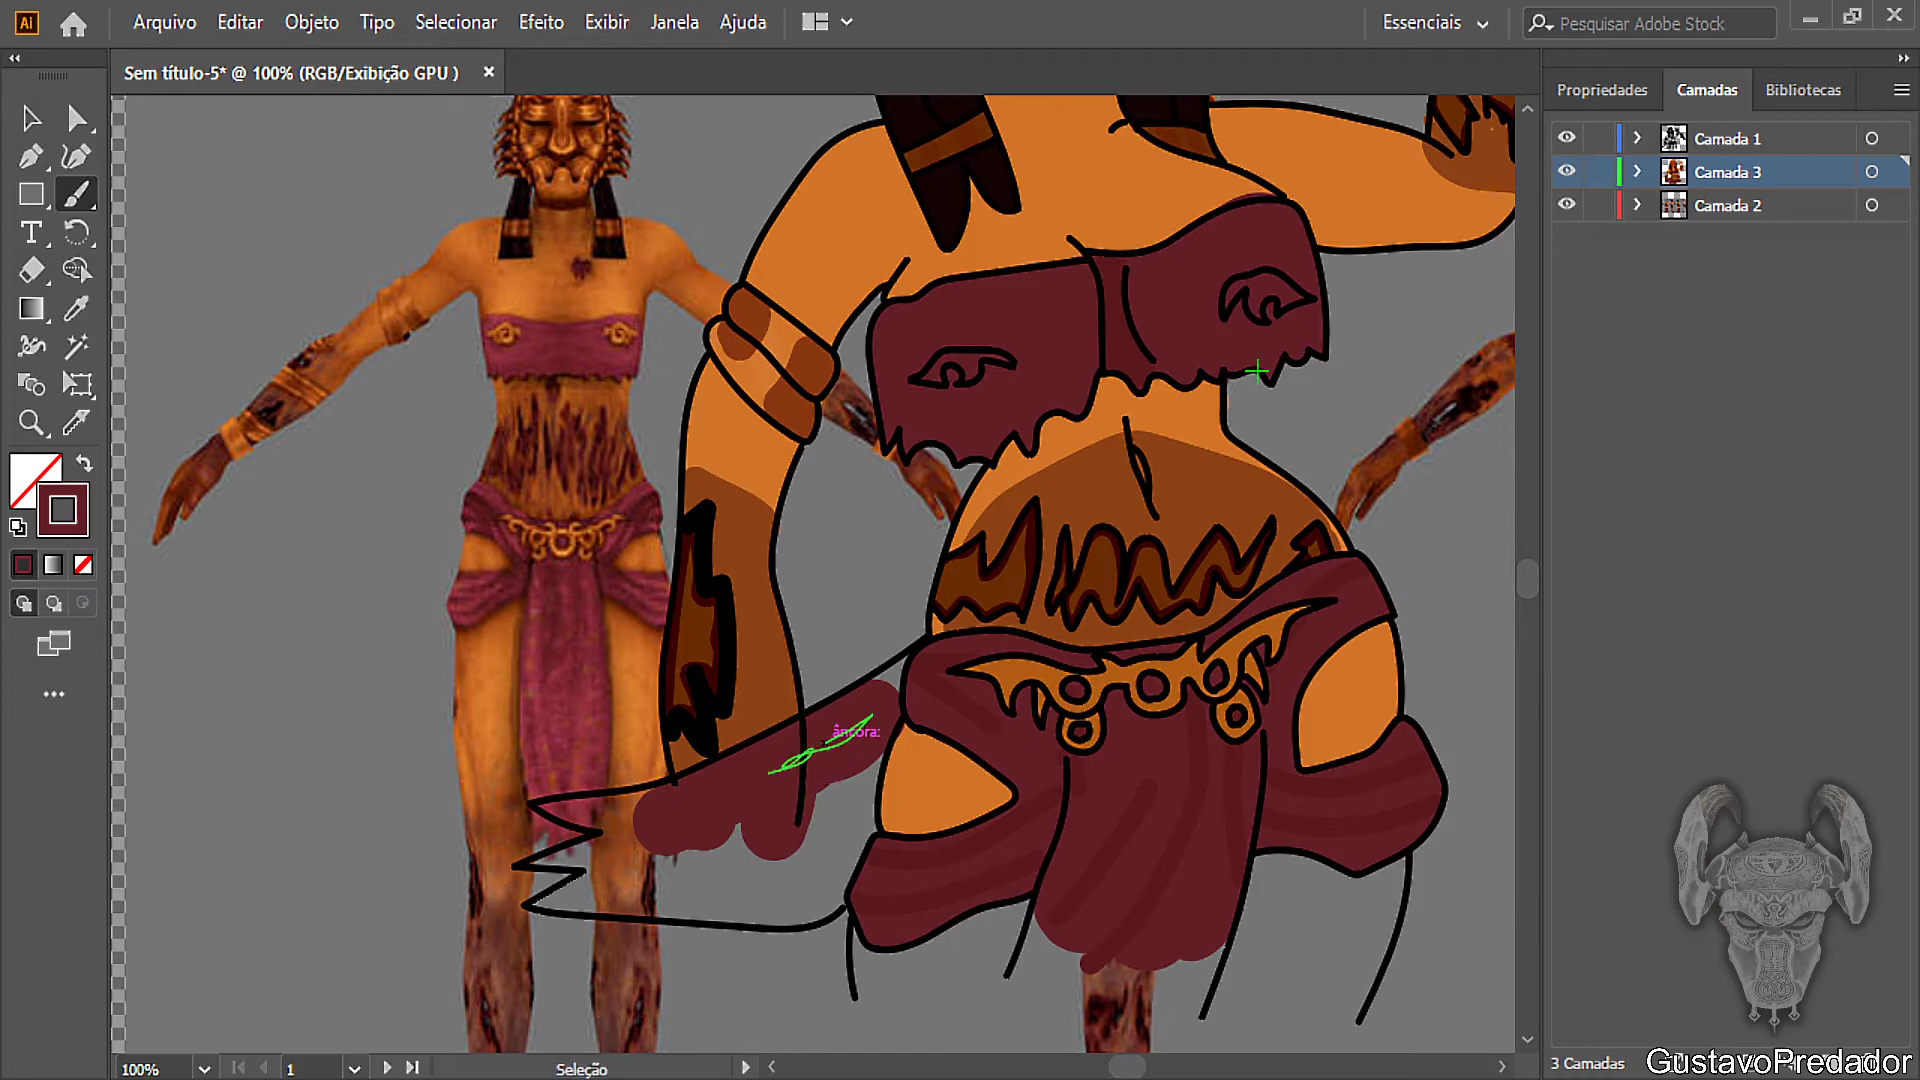 Ai Arquivo Editar Objeto Tipo Selecionar Efeito Exibir Janela Ajuda Essenciais Pesquisar Adobe Stock
Sem título-5* @ 100% (RGB/Exibição GPU )
Propriedades Camadas Bibliotecas
Camada 1
Camada 3
Camada 2
âncora:
100% 1 Seleção
3 Camadas
GustavoPredador